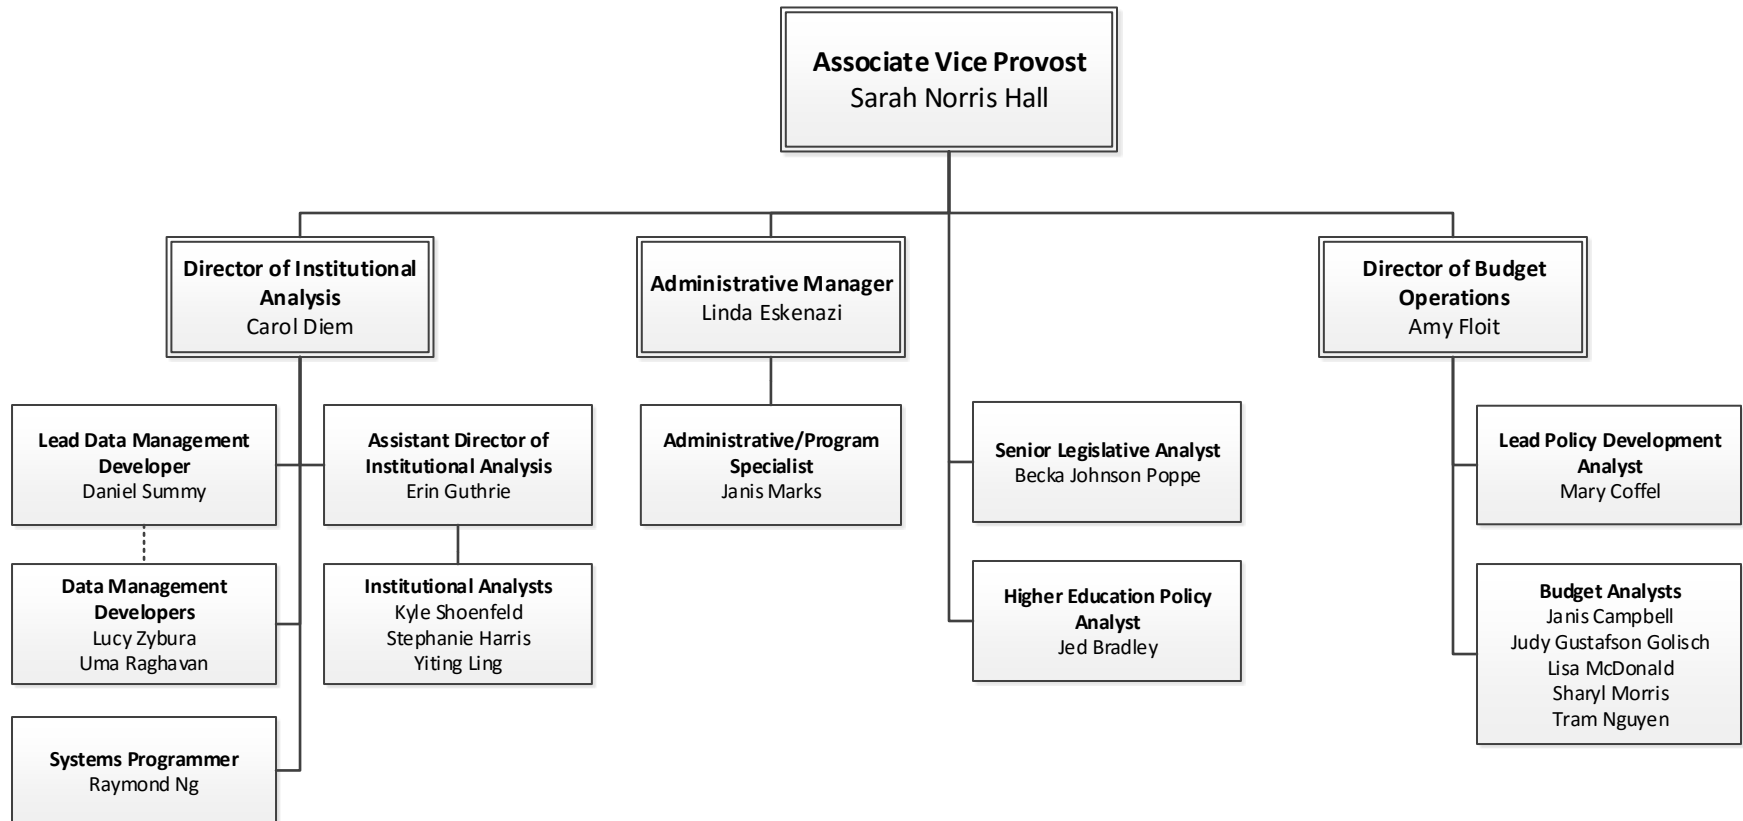 Associate Vice Provost
Sarah Norris Hall
Director of Institutional
Analysis
Carol Diem
Administrative Manager
Linda Eskenazi
Director of Budget
Operations
Amy Floit
Lead Data Management
Developer
Daniel Summy
Assistant Director of
Institutional Analysis
Erin Guthrie
Administrative/Program
Specialist
Janis Marks
Senior Legislative Analyst
Becka Johnson Poppe
Lead Policy Development
Analyst
Mary Coffel
Data Management
Developers
Lucy Zybura
Uma Raghavan
Institutional Analysts
Kyle Shoenfeld
Stephanie Harris
Yiting Ling
Higher Education Policy
Analyst
Jed Bradley
Budget Analysts
Janis Campbell
Judy Gustafson Golisch
Lisa McDonald
Sharyl Morris
Tram Nguyen
Systems Programmer
Raymond Ng